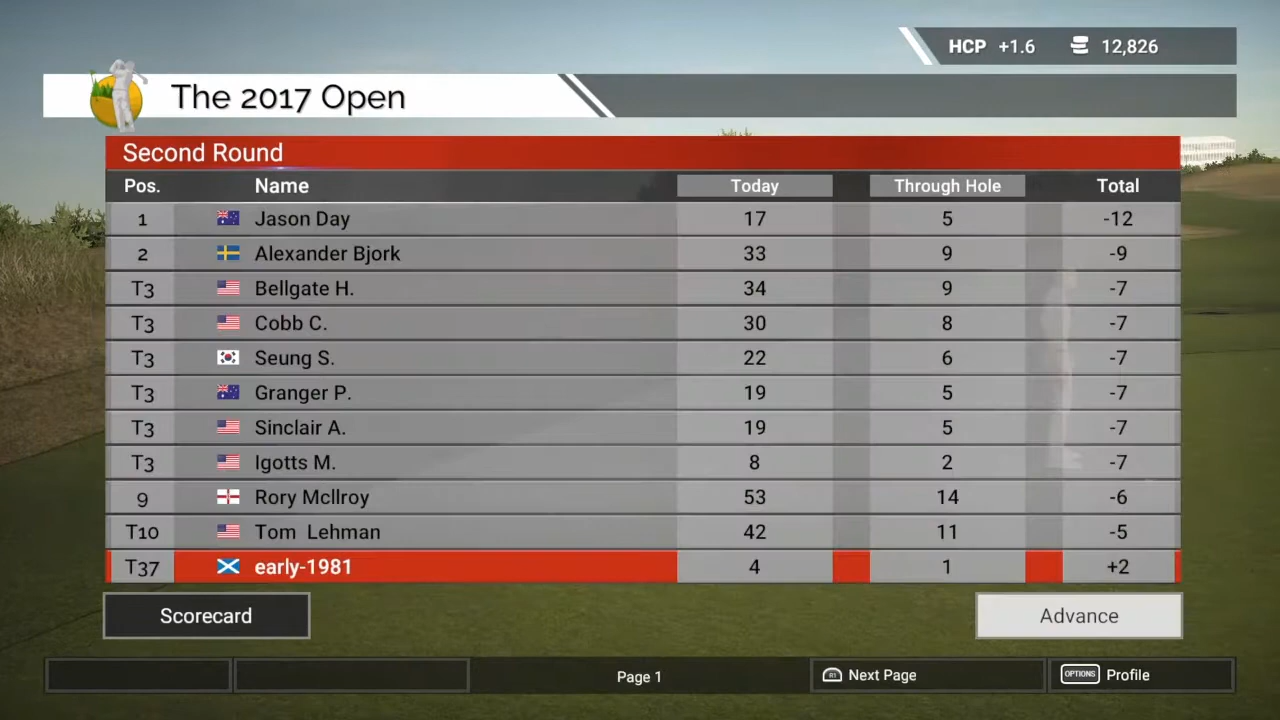 HCP +1.6 12,826
The 2017 Open
Second Round
Pos. Name Today Through Hole Total
1 Jason Day 17 5 -12
2 Alexander Bjork 33 9 -9
T3 Bellgate H. 34 9 -7
T3 Cobb C. 30 8 -7
T3 Seung S. 22 6 -7
T3 Granger P. 19 5 -7
T3 Sinclair A. 19 5 -7
T3 Igotts M. 8 2 -7
9 Rory McIlroy 53 14 -6
T10 Tom Lehman 42 11 -5
T37 early-1981 4 1 +2
Scorecard Advance
Page 1 R1 Next Page OPTIONS Profile